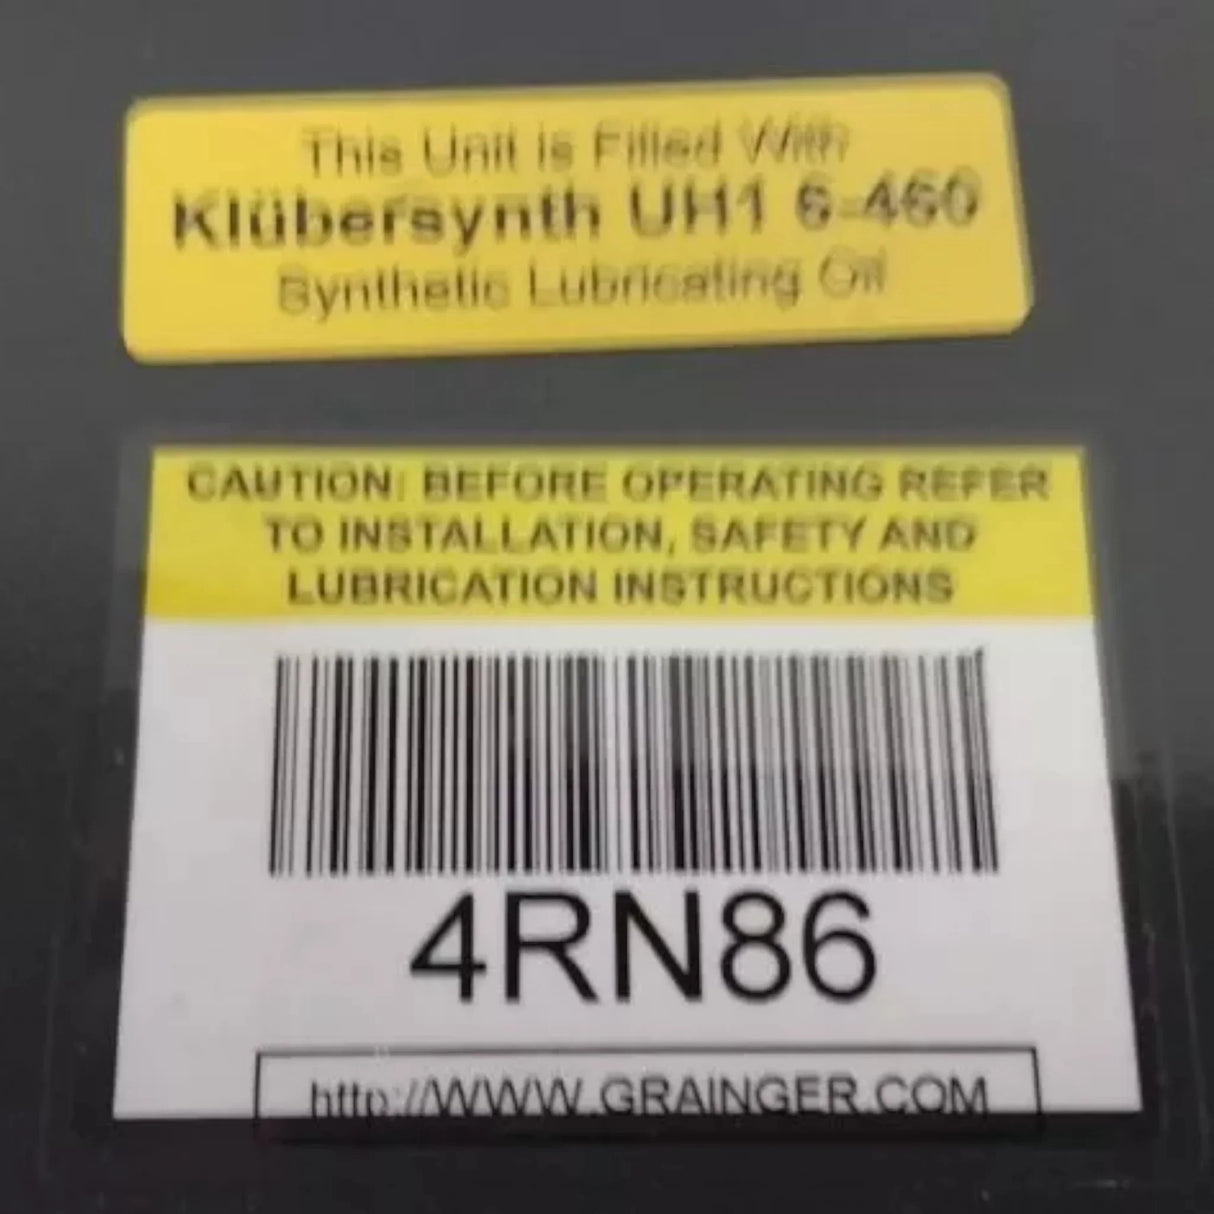 This Unit is Filled With
Klübersynth UH1 6-460
Synthetic Lubricating Oil
CAUTION: BEFORE OPERATING REFER
TO INSTALLATION, SAFETY AND
LUBRICATION INSTRUCTIONS
4RN86
http://WWW.GRAINGER.COM